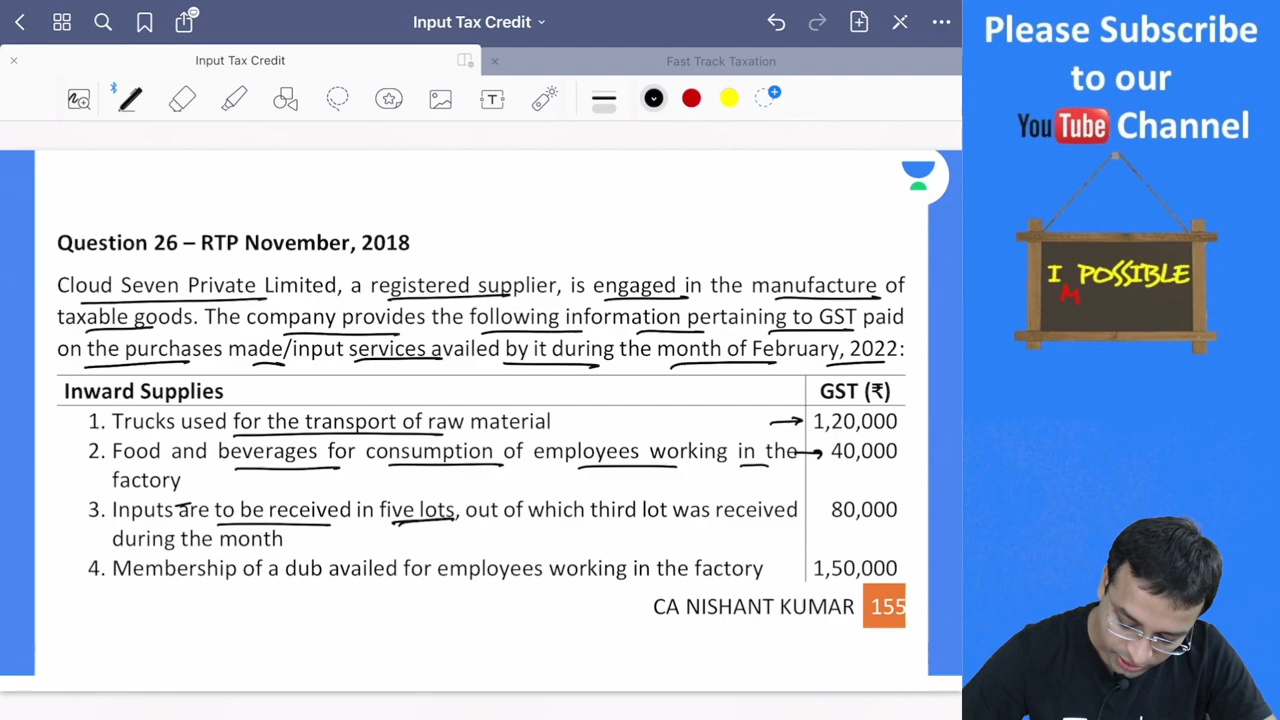 Input Tax Credit
Input Tax Credit
Fast Track Taxation
T
Question 26 – RTP November, 2018
Cloud Seven Private Limited, a registered supplier, is engaged in the manufacture of
taxable goods. The company provides the following information pertaining to GST paid
on the purchases made/input services availed by it during the month of February, 2022:
Inward Supplies GST (₹)
1. Trucks used for the transport of raw material 1,20,000
2. Food and beverages for consumption of employees working in the 40,000
factory
3. Inputs are to be received in five lots, out of which third lot was received 80,000
during the month
4. Membership of a dub availed for employees working in the factory 1,50,000
CA NISHANT KUMAR 155
Please Subscribe
to our
YouTube Channel
I POSSIBLE
M